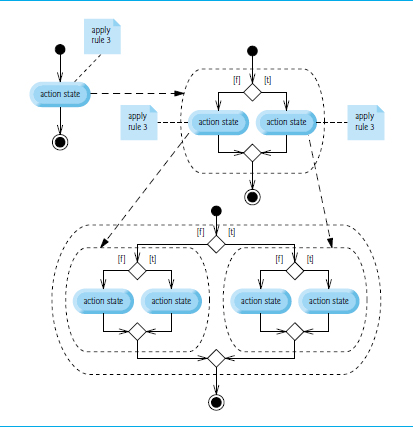 apply
rule 3
action state
[f]
[t]
apply
rule 3
action state
action state
apply
rule 3
[f]
[t]
[f]
[t]
[f]
[t]
action state
action state
action state
action state